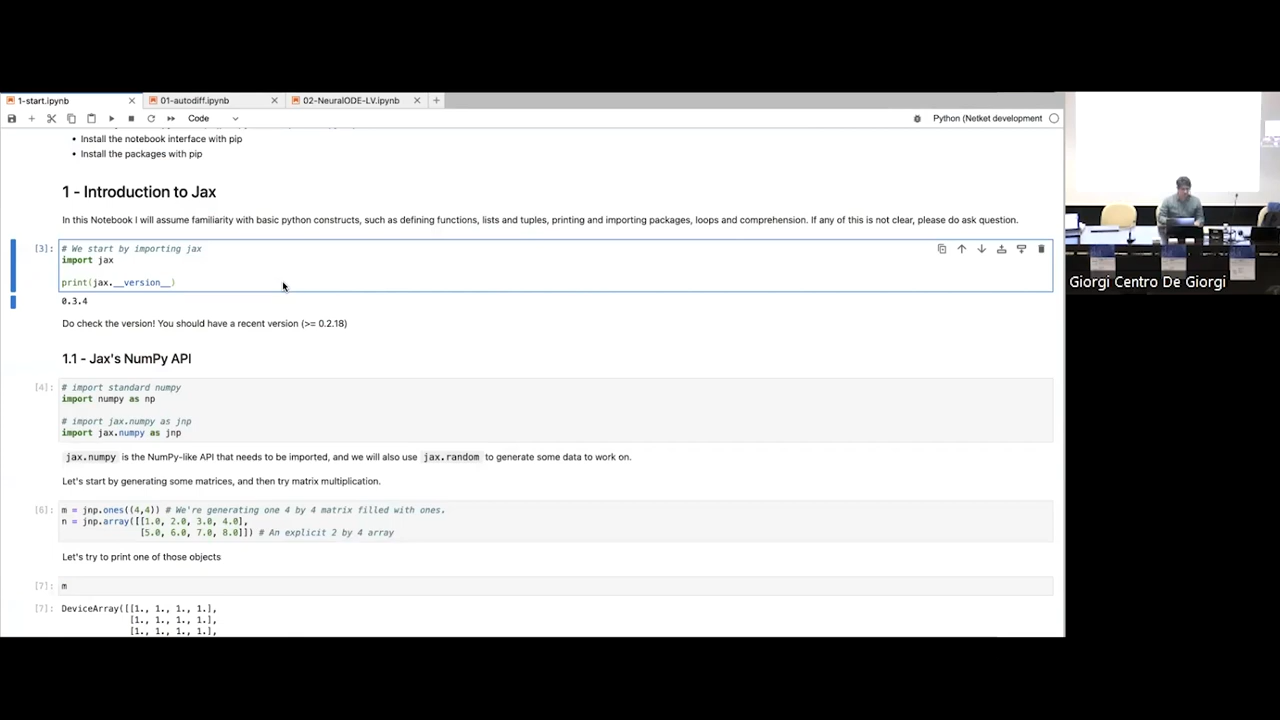 1-start.ipynb
01-autodiff.ipynb
02-NeuralODE-LV.ipynb
Code
Python (Netket development
• Install the notebook interface with pip
• Install the packages with pip
1 - Introduction to Jax
In this Notebook I will assume familiarity with basic python constructs, such as defining functions, lists and tuples, printing and importing packages, loops and comprehension. If any of this is not clear, please do ask question.
[3]: # We start by importing jax
import jax
print(jax.__version__)
0.3.4
Do check the version! You should have a recent version (>= 0.2.18)
1.1 - Jax's NumPy API
[4]: # import standard numpy
import numpy as np
# import jax.numpy as jnp
import jax.numpy as jnp
jax.numpy is the NumPy-like API that needs to be imported, and we will also use jax.random to generate some data to work on.
Let's start by generating some matrices, and then try matrix multiplication.
[6]: m = jnp.ones((4,4)) # We're generating one 4 by 4 matrix filled with ones.
n = jnp.array([[1.0, 2.0, 3.0, 4.0],
[5.0, 6.0, 7.0, 8.0]]) # An explicit 2 by 4 array
Let's try to print one of those objects
[7]: m
[7]: DeviceArray([[1., 1., 1., 1.],
[1., 1., 1., 1.],
[1., 1., 1., 1.],
Giorgi Centro De Giorgi